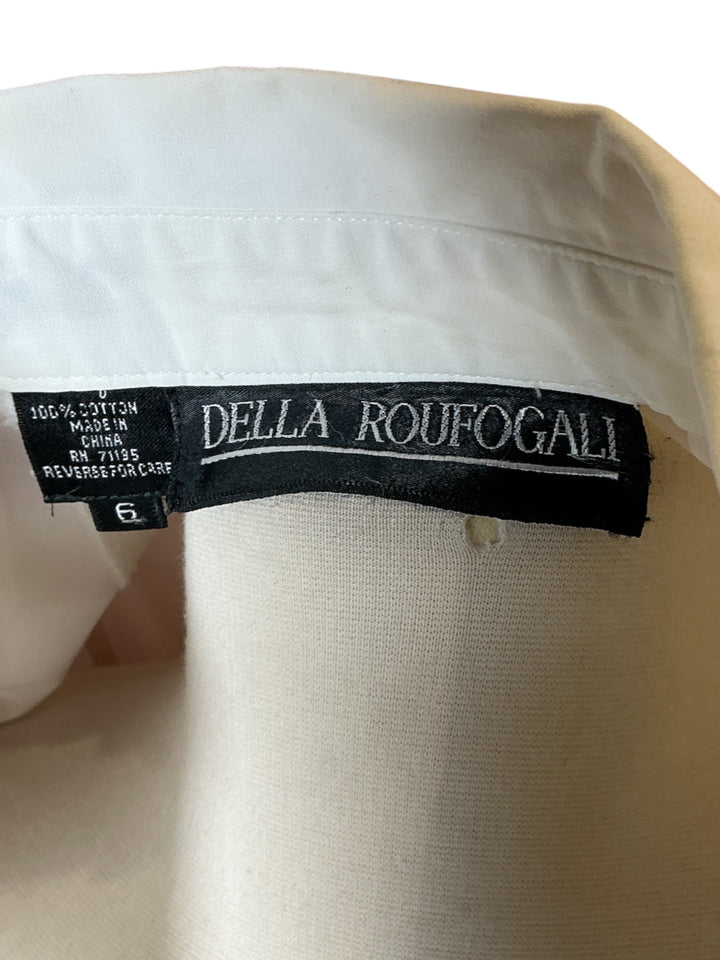 100% COTTON
MADE IN
CHINA
RN 71195
REVERSE FOR CARE
6
DELLA ROUFOGALI